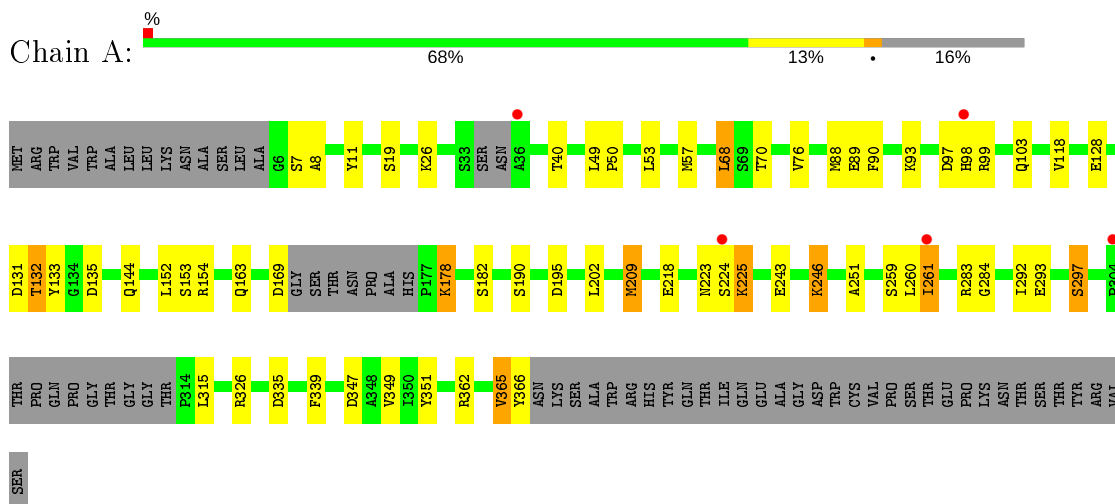 %
Chain A:
68% 13% • 16%
MET ARG TRP VAL TRP ALA LEU LEU LYS ASN ALA SER LEU ALA G6 S7 A8 Y11 S19 K26 S33 SER ASN A36 T40 L49 P50 L53 M57 L68 S69 T70 V76 M88 E89 F90 K93 D97 H98 R99 Q103 V118 E128
D131 T132 Y133 G134 D135 Q144 L152 S153 R154 Q163 D169 GLY SER THR ASN PRO ALA HIS P177 K178 S182 S190 D195 L202 M209 E218 N223 S224 K225 E243 K246 A251 S259 L260 I261 R283 G284 I292 E293 S297 P304
THR PRO GLN PRO GLY THR GLY GLY THR P314 L315 R326 D335 F339 D347 A348 V349 I350 Y351 R362 V365 Y366 ASN LYS SER ALA TRP ARG HIS TYR GLN THR ILE GLN GLU ALA GLY ASP TRP CYS VAL PRO SER THR GLU PRO LYS ASN THR SER THR TYR ARG VAL
SER